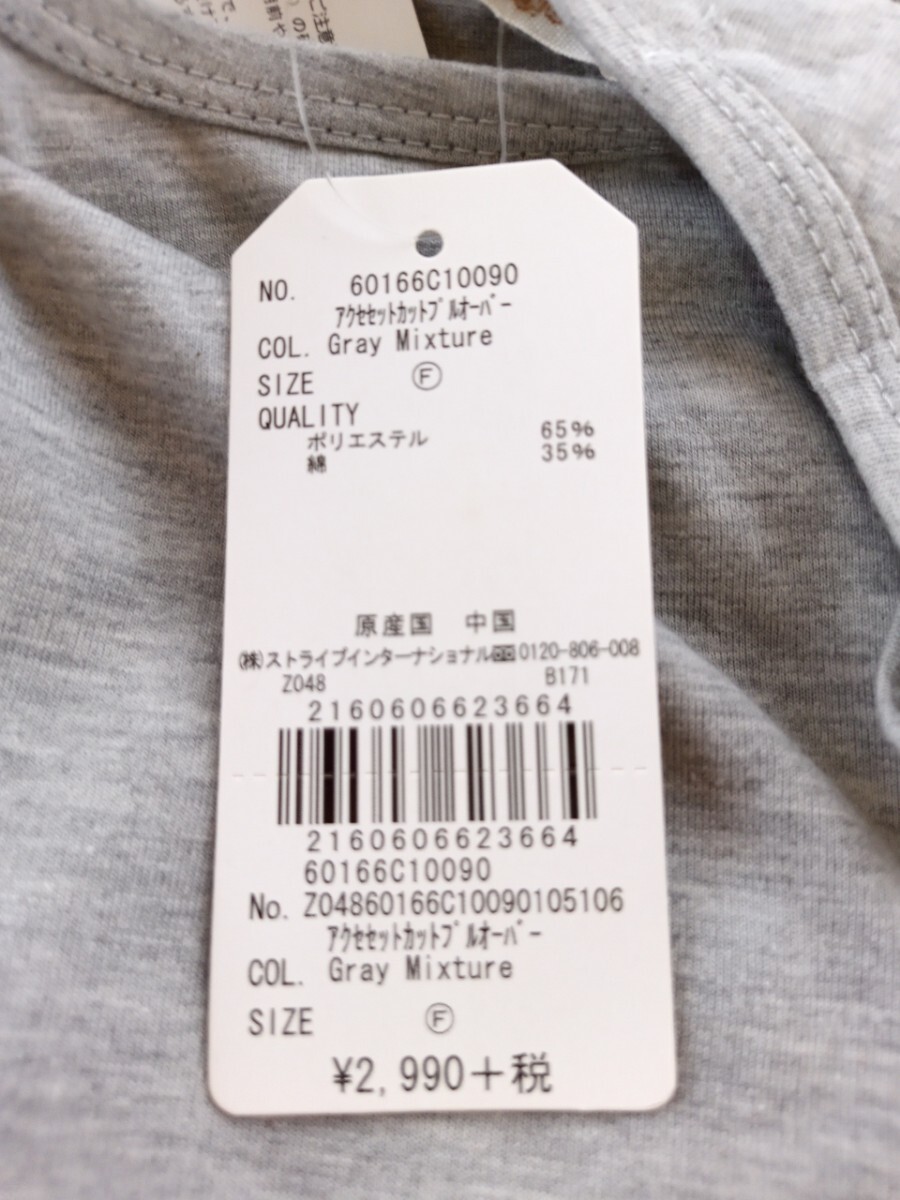 NO. 60166C10090
ｱｸｾｾｯﾄｶｯﾄﾌﾟﾙｵｰﾊﾞｰ
COL. Gray Mixture
SIZE Ⓕ
QUALITY
ポリエステル 65%
綿 35%
原産国 中国
(株)ストライプインターナショナル 0120-806-008
Z048 B171
2160606623664
2160606623664
60166C10090
No. Z04860166C10090105106
ｱｸｾｾｯﾄｶｯﾄﾌﾟﾙｵｰﾊﾞｰ
COL. Gray Mixture
SIZE Ⓕ
¥2,990+税